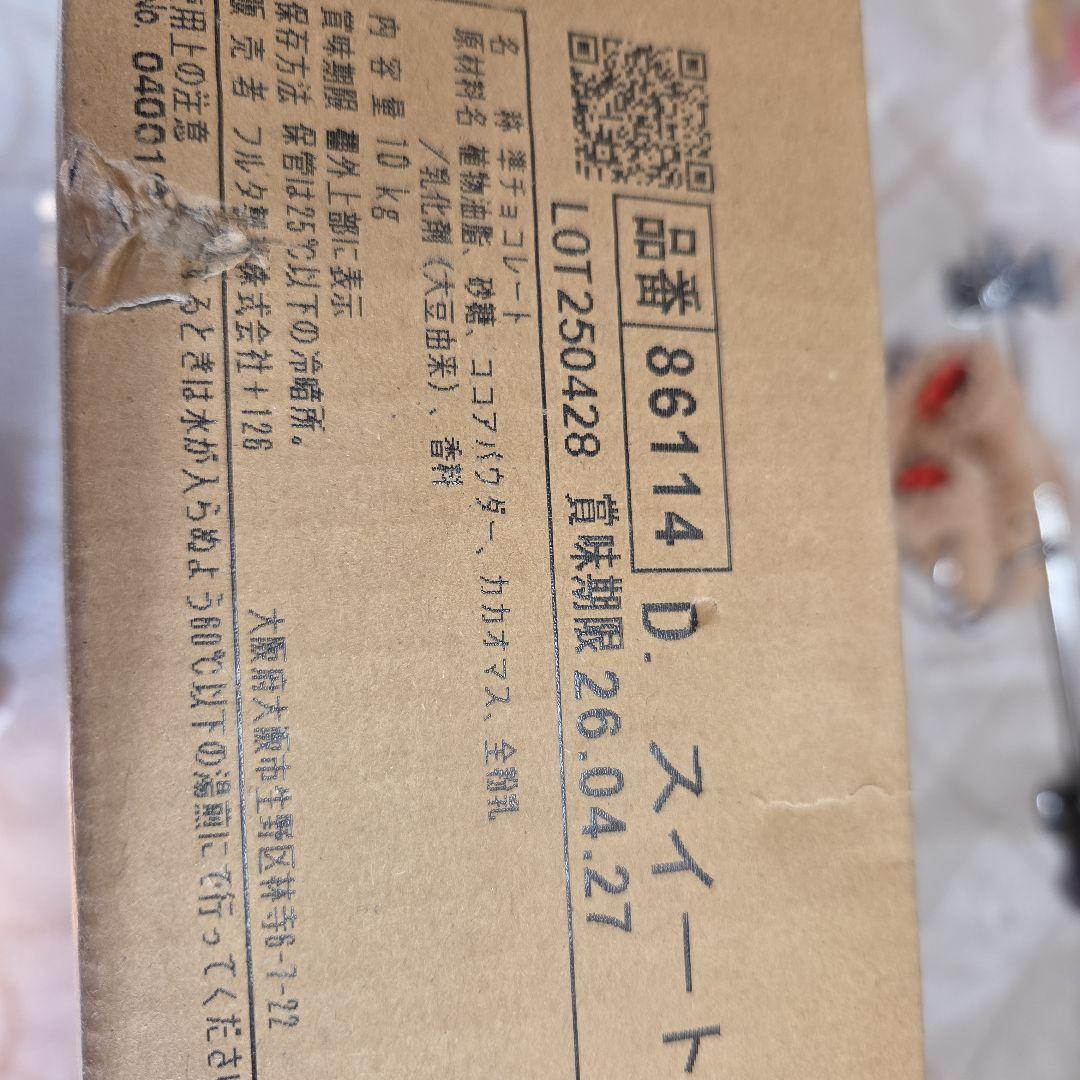 品番 86114 D. スイート
LOT250428 賞味期限 26.04.27
名 称 準チョコレート
原材料名 植物油脂、砂糖、ココアパウダー、カカオマス、全粉乳
/乳化剤(大豆由来)、香料
内 容 量 10kg
賞味期限 欄外上部に表示
保存方法 保管は25℃以下の冷暗所。
販 売 者 フルタ製 株式会社+126
大阪府大阪市生野区林寺6-7-22
用上の注意 るときは水が入らぬよう60℃以下の湯煎にて行ってくださ
No. 04001